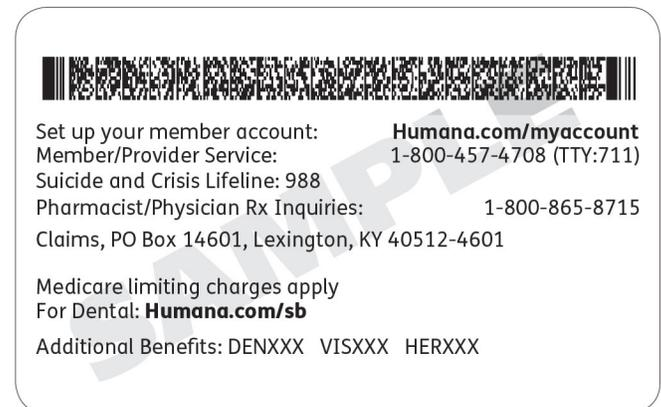 Set up your member account: Humana.com/myaccount
Member/Provider Service: 1-800-457-4708 (TTY:711)
Suicide and Crisis Lifeline: 988
Pharmacist/Physician Rx Inquiries: 1-800-865-8715
Claims, PO Box 14601, Lexington, KY 40512-4601
Medicare limiting charges apply
For Dental: Humana.com/sb
Additional Benefits: DENXXX VISXXX HERXXX
SAMPLE